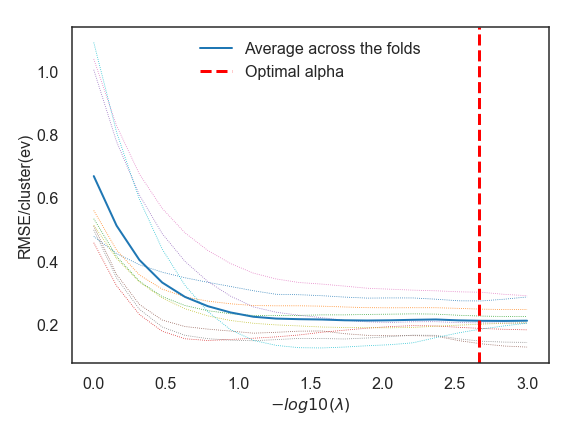 Average across the folds
Optimal alpha
RMSE/cluster(ev)
1.0
0.8
0.6
0.4
0.2
0.0 0.5 1.0 1.5 2.0 2.5 3.0
−log10(λ)